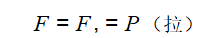 F = F, = P（拉）